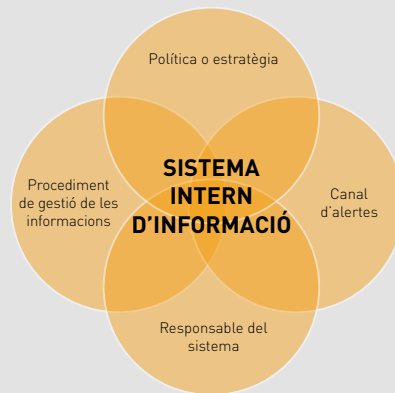 Política o estratègia
SISTEMA
INTERN
D'INFORMACIÓ
Procediment
de gestió de les
informacions
Canal
d'alertes
Responsable del
sistema